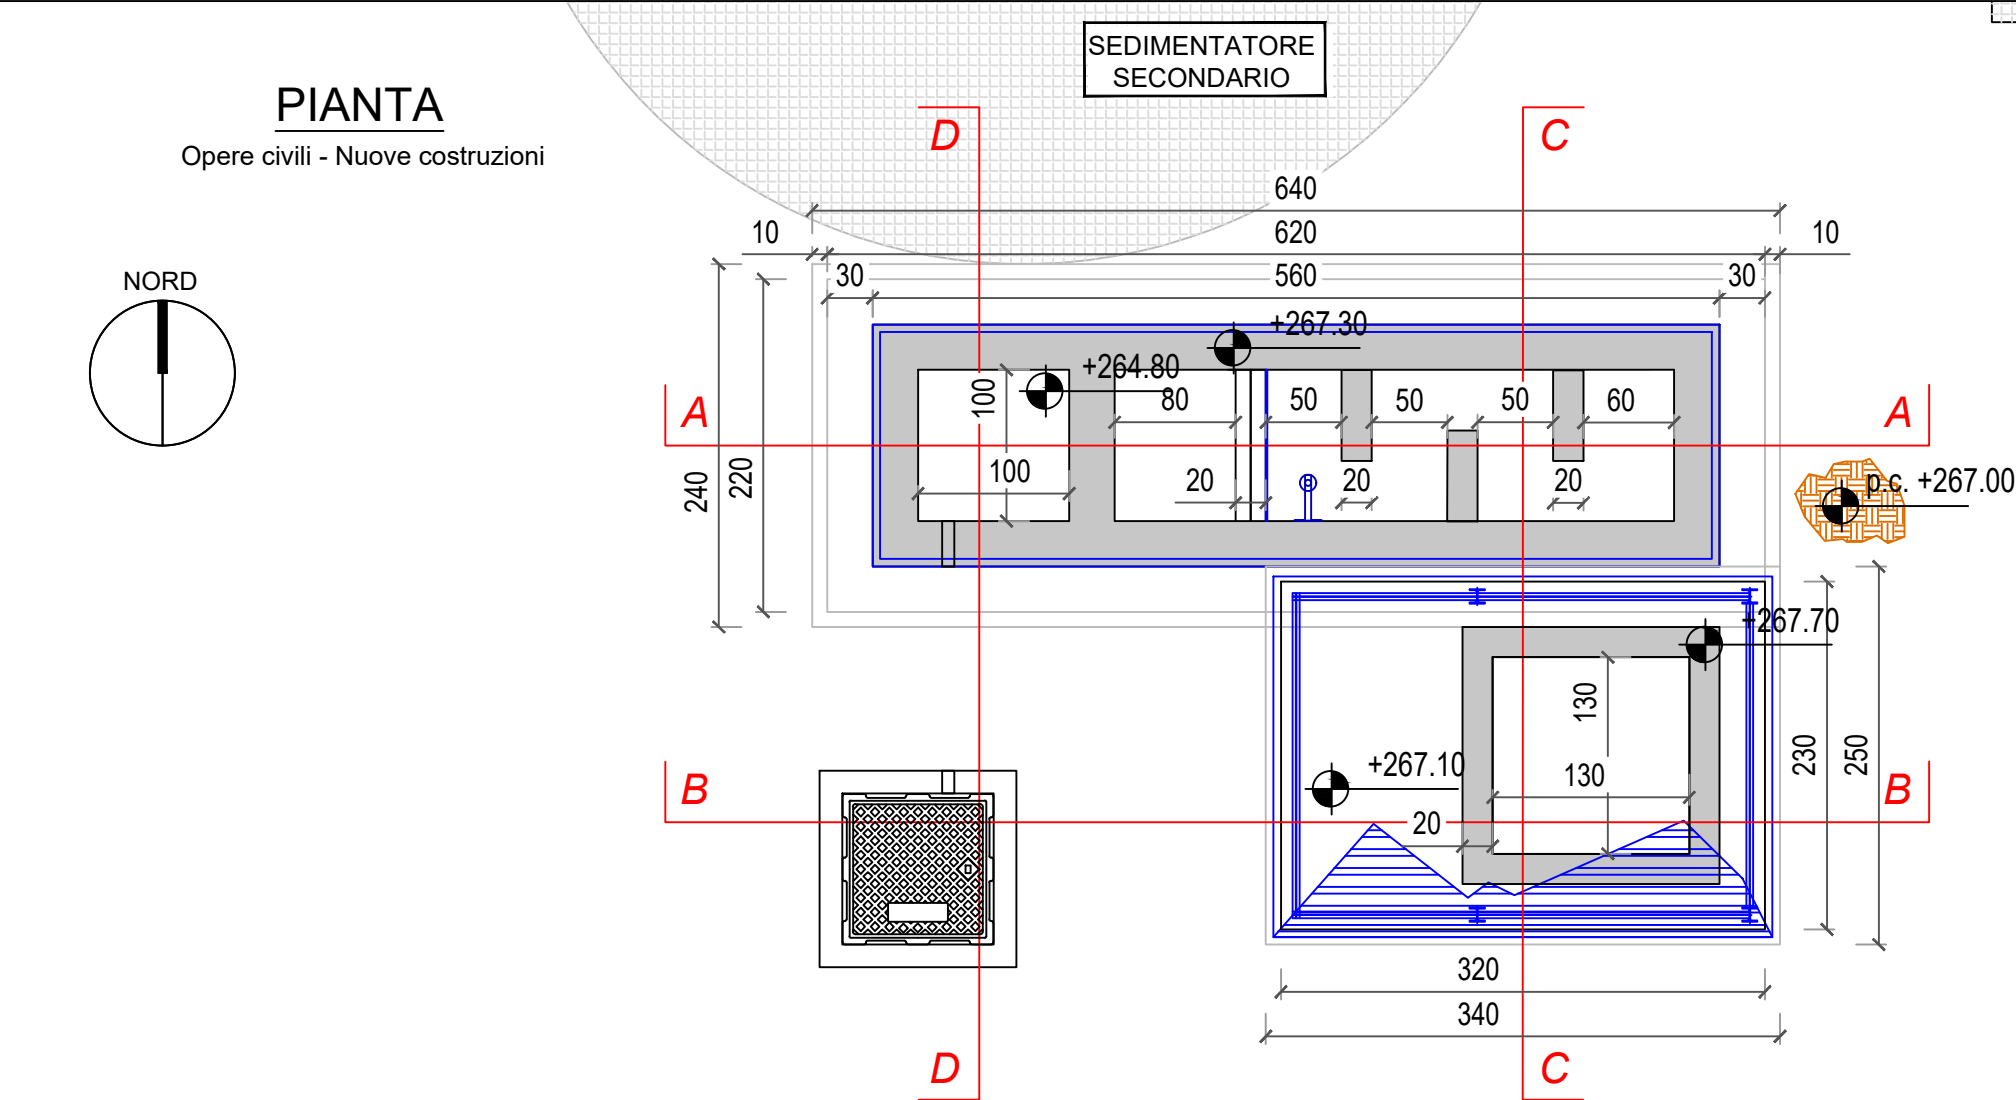 SEDIMENTATORE
SECONDARIO
PIANTA
Opere civili - Nuove costruzioni
D
C
640
10
620
10
NORD
30
560
30
+267.30
+264.80
100
80
50
50
50
60
A
A
100
20
20
20
240
220
p.c. +267.00
+267.70
130
+267.10
130
230
250
B
B
20
320
340
D
C